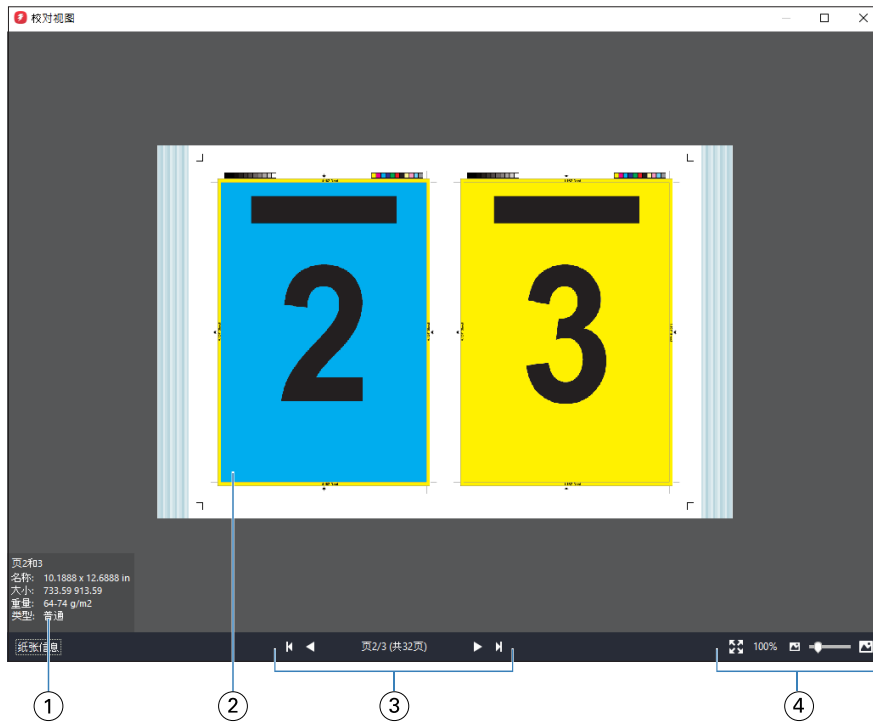 校对视图
2
3
页2和3
名称: 10.1888 x 12.6888 in
大小: 733.59 913.59
重量: 64-74 g/m2
类型: 普通
纸张信息
页2/3 (共32页)
100%
1
2
3
4